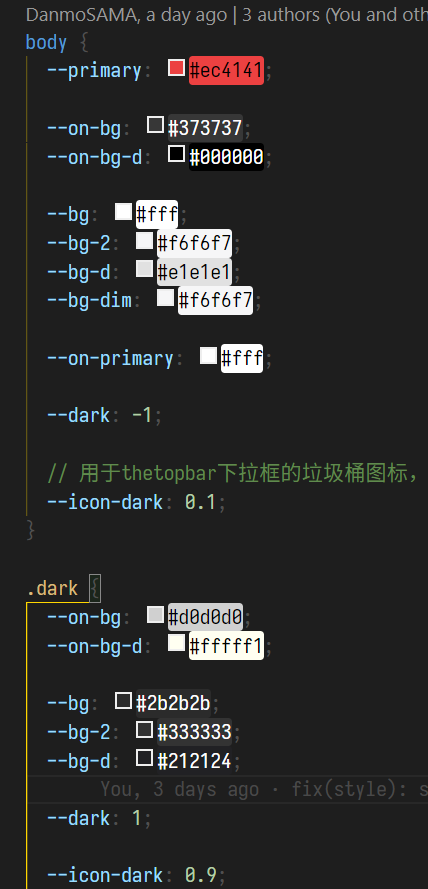 DanmoSAMA, a day ago | 3 authors (You and oth
body {
--primary: #ec4141;
--on-bg: #373737;
--on-bg-d: #000000;
--bg: #fff;
--bg-2: #f6f6f7;
--bg-d: #e1e1e1;
--bg-dim: #f6f6f7;
--on-primary: #fff;
--dark: -1;
// 用于thetopbar下拉框的垃圾桶图标，
--icon-dark: 0.1;
}
.dark {
--on-bg: #d0d0d0;
--on-bg-d: #fffff1;
--bg: #2b2b2b;
--bg-2: #333333;
--bg-d: #212124;
You, 3 days ago · fix(style): s
--dark: 1;
--icon-dark: 0.9;